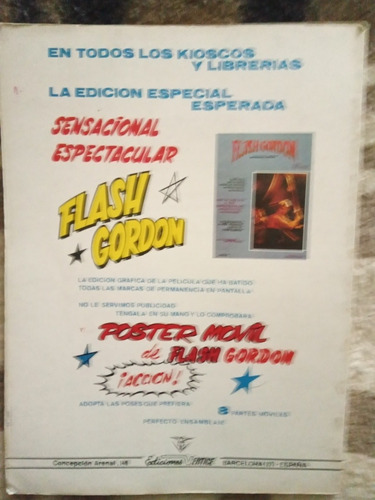 EN TODOS LOS KIOSCOS
Y LIBRERIAS
LA EDICION ESPECIAL
ESPERADA
SENSACIONAL
ESPECTACULAR
FLASH GORDON
FLASH
GORDON
LA EDICION GRAFICA DE LA PELICULA QUE HA BATIDO
TODAS LAS MARCAS DE PERMANENCIA EN PANTALLA
NO LE SERVIMOS PUBLICIDAD
TENGALA EN SU MANO Y LO COMPROBARA
POSTER MOVIL
de FLASH GORDON
¡ACCION!
ADOPTA LAS POSES QUE PREFIERA
8 PARTES MOVILES
PERFECTO ENSAMBLAJE
Concepción Arenal, 
Ediciones
BARCELONA ESPAÑA